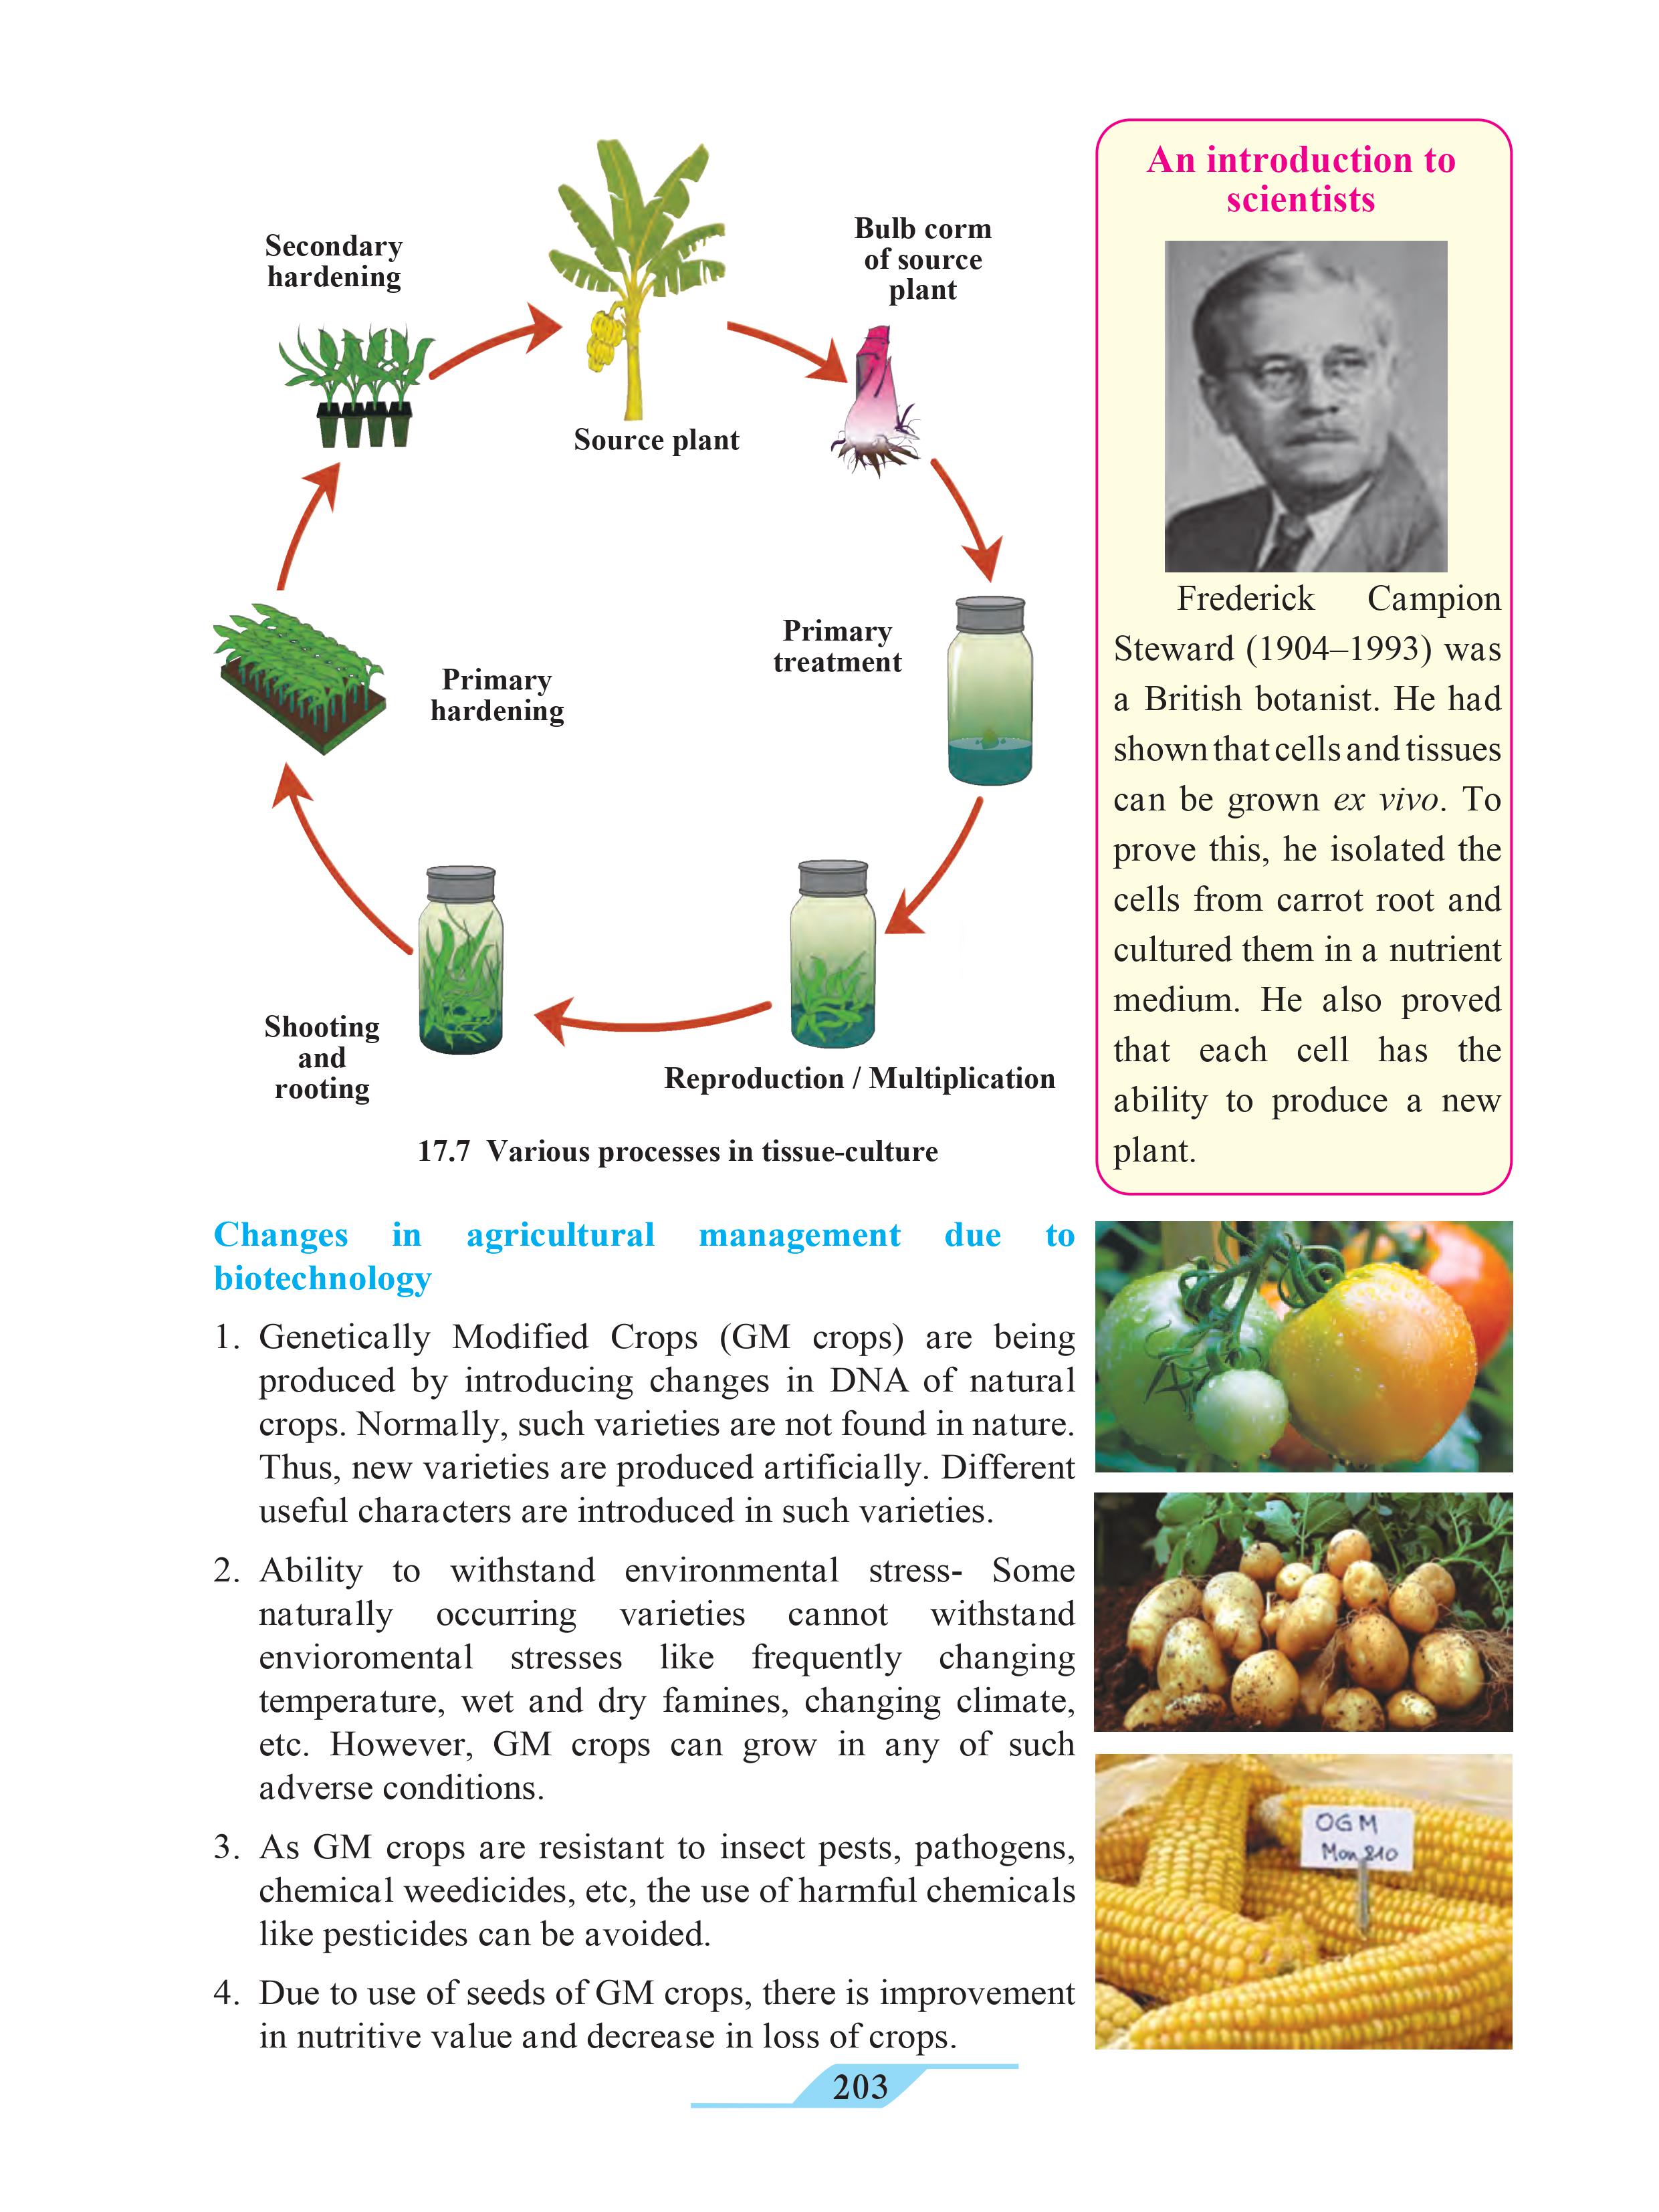 Secondary
hardening
Source plant
Bulb corm
of source
plant
Primary
treatment
Primary
hardening
Shooting
and
rooting
Reproduction / Multiplication
17.7 Various processes in tissue-culture
An introduction to
scientists
Frederick Campion
Steward (1904–1993) was
a British botanist. He had
shown that cells and tissues
can be grown ex vivo. To
prove this, he isolated the
cells from carrot root and
cultured them in a nutrient
medium. He also proved
that each cell has the
ability to produce a new
plant.
Changes in agricultural management due to
biotechnology
1. Genetically Modified Crops (GM crops) are being
produced by introducing changes in DNA of natural
crops. Normally, such varieties are not found in nature.
Thus, new varieties are produced artificially. Different
useful characters are introduced in such varieties.
2. Ability to withstand environmental stress- Some
naturally occurring varieties cannot withstand
envioromental stresses like frequently changing
temperature, wet and dry famines, changing climate,
etc. However, GM crops can grow in any of such
adverse conditions.
3. As GM crops are resistant to insect pests, pathogens,
chemical weedicides, etc, the use of harmful chemicals
like pesticides can be avoided.
4. Due to use of seeds of GM crops, there is improvement
in nutritive value and decrease in loss of crops.
OGM
Mon 810
203